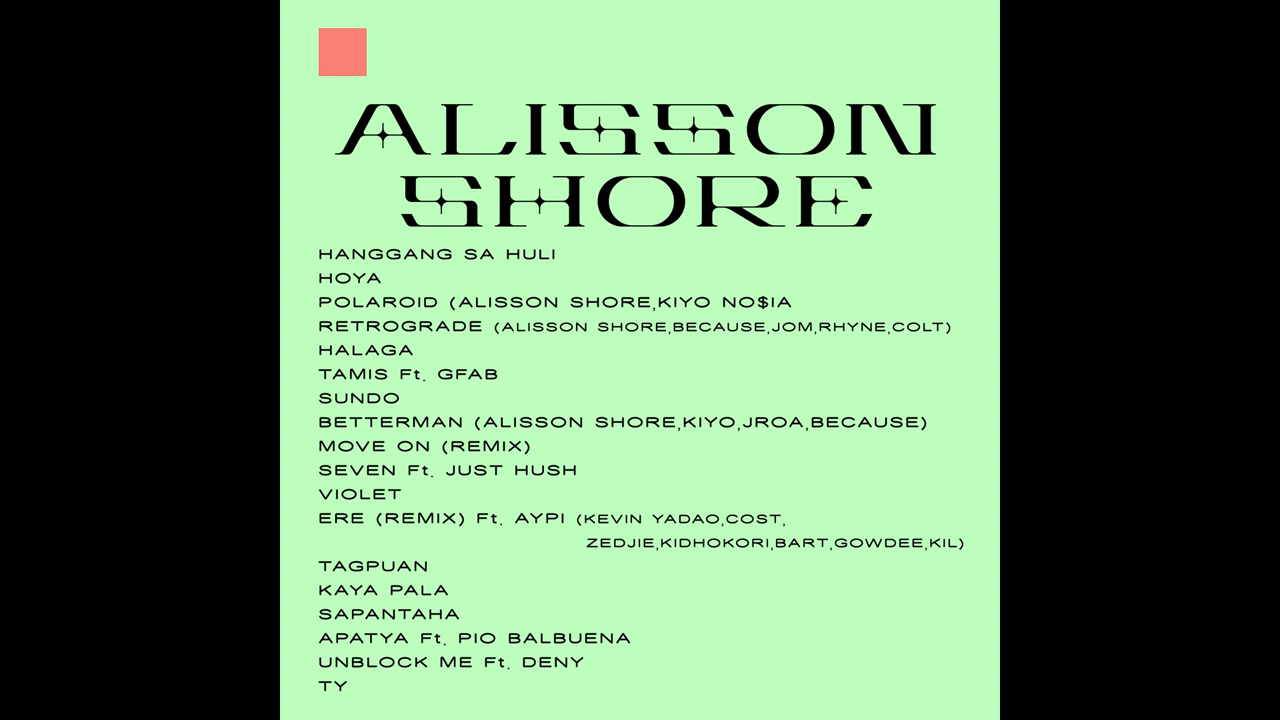 ALISSON
SHORE
HANGGANG SA HULI
HOYA
POLAROID (ALISSON SHORE,KIYO NO$IA
RETROGRADE (ALISSON SHORE,BECAUSE,JOM,RHYNE,COLT)
HALAGA
TAMIS Ft. GFAB
SUNDO
BETTERMAN (ALISSON SHORE,KIYO,JROA,BECAUSE)
MOVE ON (REMIX)
SEVEN Ft. JUST HUSH
VIOLET
ERE (REMIX) Ft. AYPI (KEVIN YADAO,COST,
ZEDJIE,KIDHOKORI,BART,GOWDEE,KIL)
TAGPUAN
KAYA PALA
SAPANTAHA
APATYA Ft. PIO BALBUENA
UNBLOCK ME Ft. DENY
TY